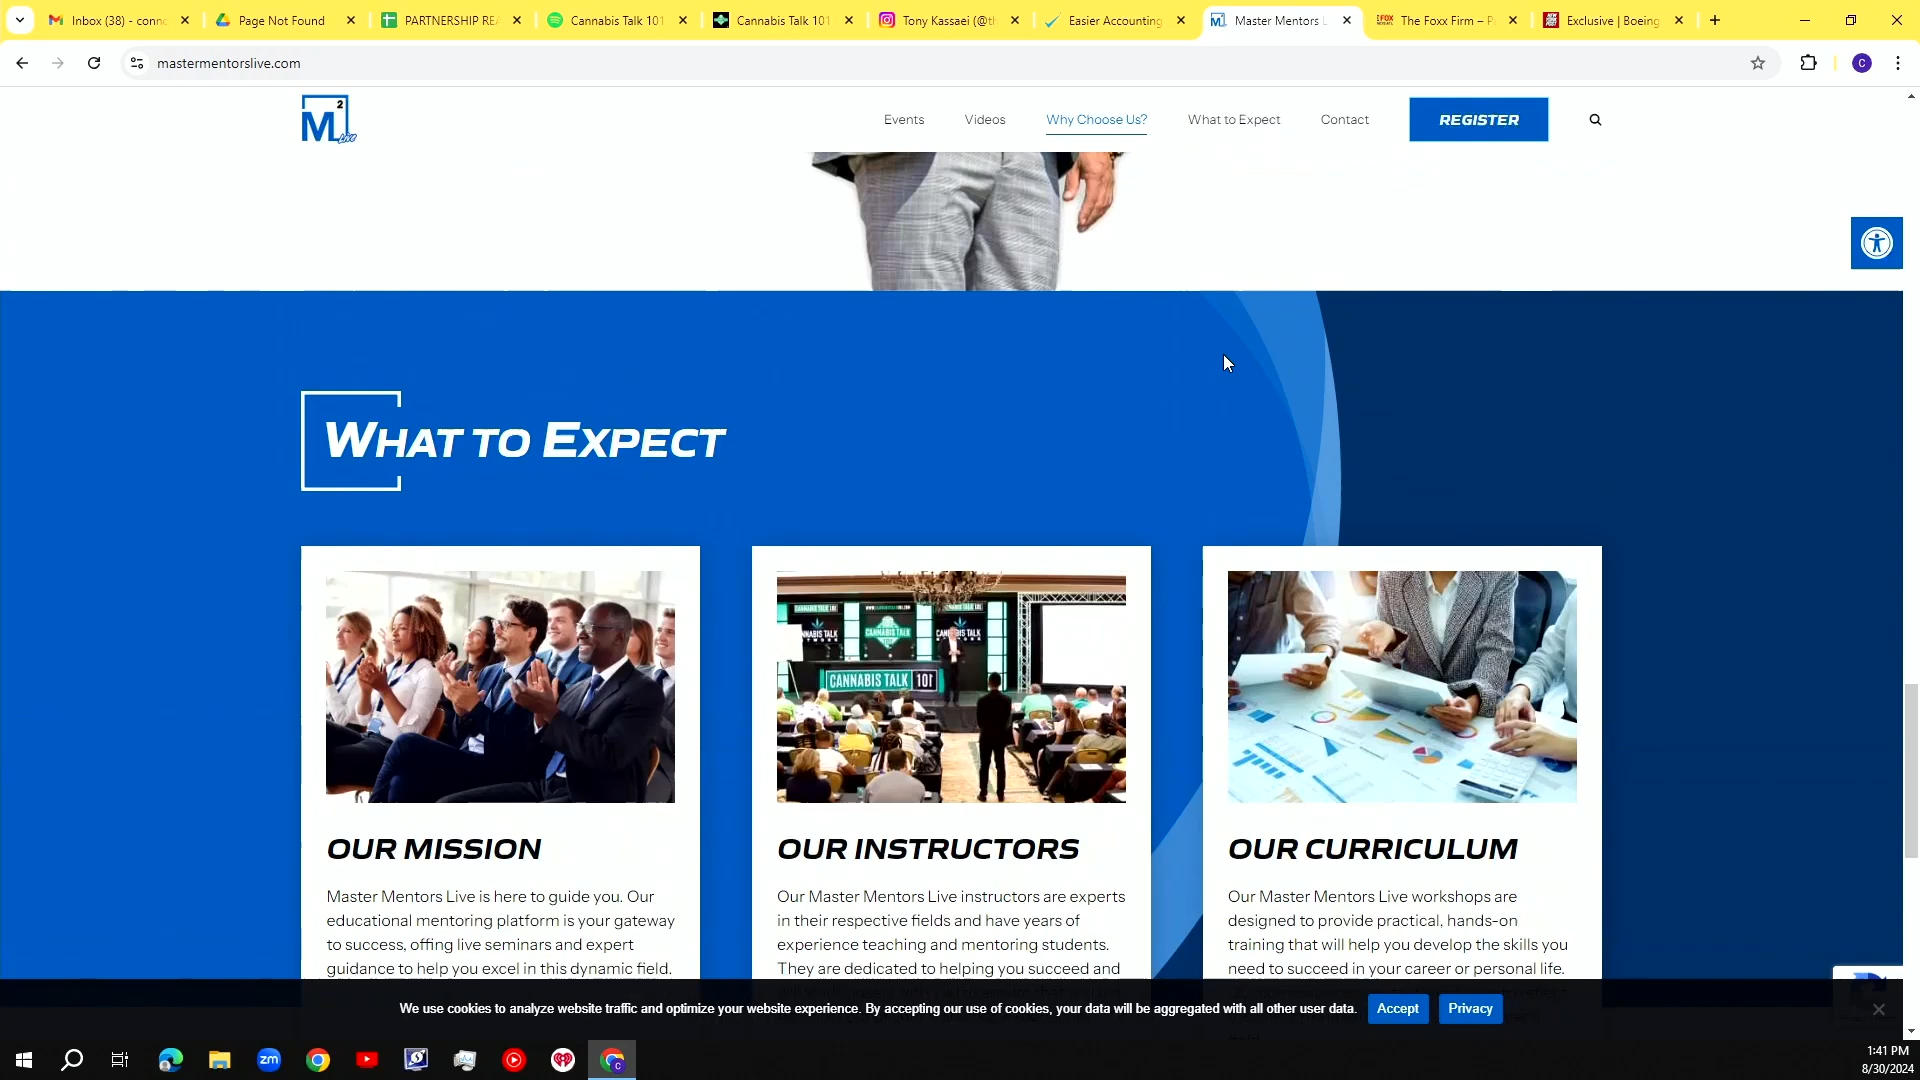 Inbox (38) - conn
Page Not Found
PARTNERSHIP REA
Cannabis Talk 101
Cannabis Talk 101
Tony Kassaei (@th
Easier Accounting
Master Mentors L
The Foxx Firm – P
Exclusive | Boeing
mastermentorslive.com
C
M 2 Live
Events
Videos
Why Choose Us?
What to Expect
Contact
REGISTER
WHAT TO EXPECT
CANNABIS TALK 101
OUR MISSION
Master Mentors Live is here to guide you. Our
educational mentoring platform is your gateway
to success, offing live seminars and expert
guidance to help you excel in this dynamic field.
OUR INSTRUCTORS
Our Master Mentors Live instructors are experts
in their respective fields and have years of
experience teaching and mentoring students.
They are dedicated to helping you succeed and
OUR CURRICULUM
Our Master Mentors Live workshops are
designed to provide practical, hands-on
training that will help you develop the skills you
need to succeed in your career or personal life.
We use cookies to analyze website traffic and optimize your website experience. By accepting our use of cookies, your data will be aggregated with all other user data.
Accept
Privacy
zm
1:41 PM
8/30/2024